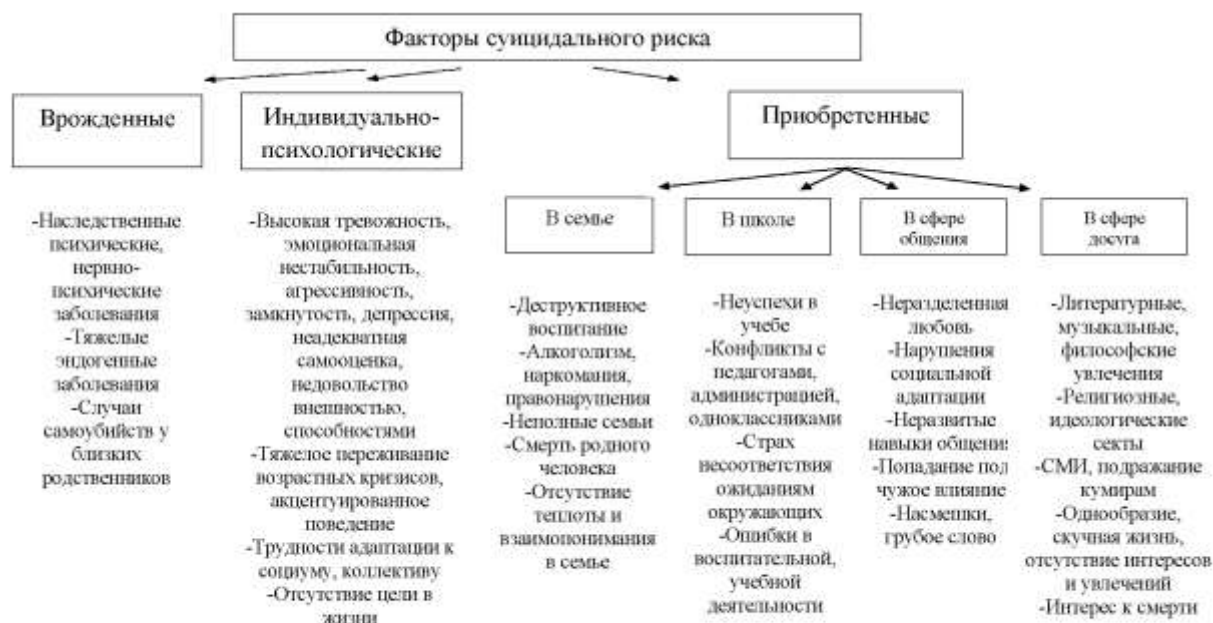 Факторы суицидального риска
Врожденные
Индивидуально-
психологические
Приобретенные
В семье
В школе
В сфере
общения
В сфере
досуга
-Наследственные
психические,
нервно-
психические
заболевания
-Тяжелые
эндогенные
заболевания
-Случаи
самоубийств у
близких
родственников
-Высокая тревожность,
эмоциональная
нестабильность,
агрессивность,
замкнутость, депрессия,
неадекватная
самооценка,
недовольство
внешностью,
способностями
-Тяжелое переживание
возрастных кризисов,
акцентуированное
поведение
-Трудности адаптации к
социуму, коллективу
-Отсутствие цели в
жизни
-Деструктивное
воспитание
-Алкоголизм,
наркомания,
правонарушения
-Неполные семьи
-Смерть родного
человека
-Отсутствие
теплоты и
взаимопонимания
в семье
-Неуспехи в
учебе
-Конфликты с
педагогами,
администрацией,
одноклассниками
-Страх
несоответствия
ожиданиям
окружающих
-Ошибки в
воспитательной,
учебной
деятельности
-Неразделенная
любовь
-Нарушения
социальной
адаптации
-Неразвитые
навыки общения
-Попадание под
чужое влияние
-Насмешки,
грубое слово
-Литературные,
музыкальные,
философские
увлечения
-Религиозные,
идеологические
секты
-СМИ, подражание
кумирам
-Однообразие,
скучная жизнь,
отсутствие интересов
и увлечений
-Интерес к смерти